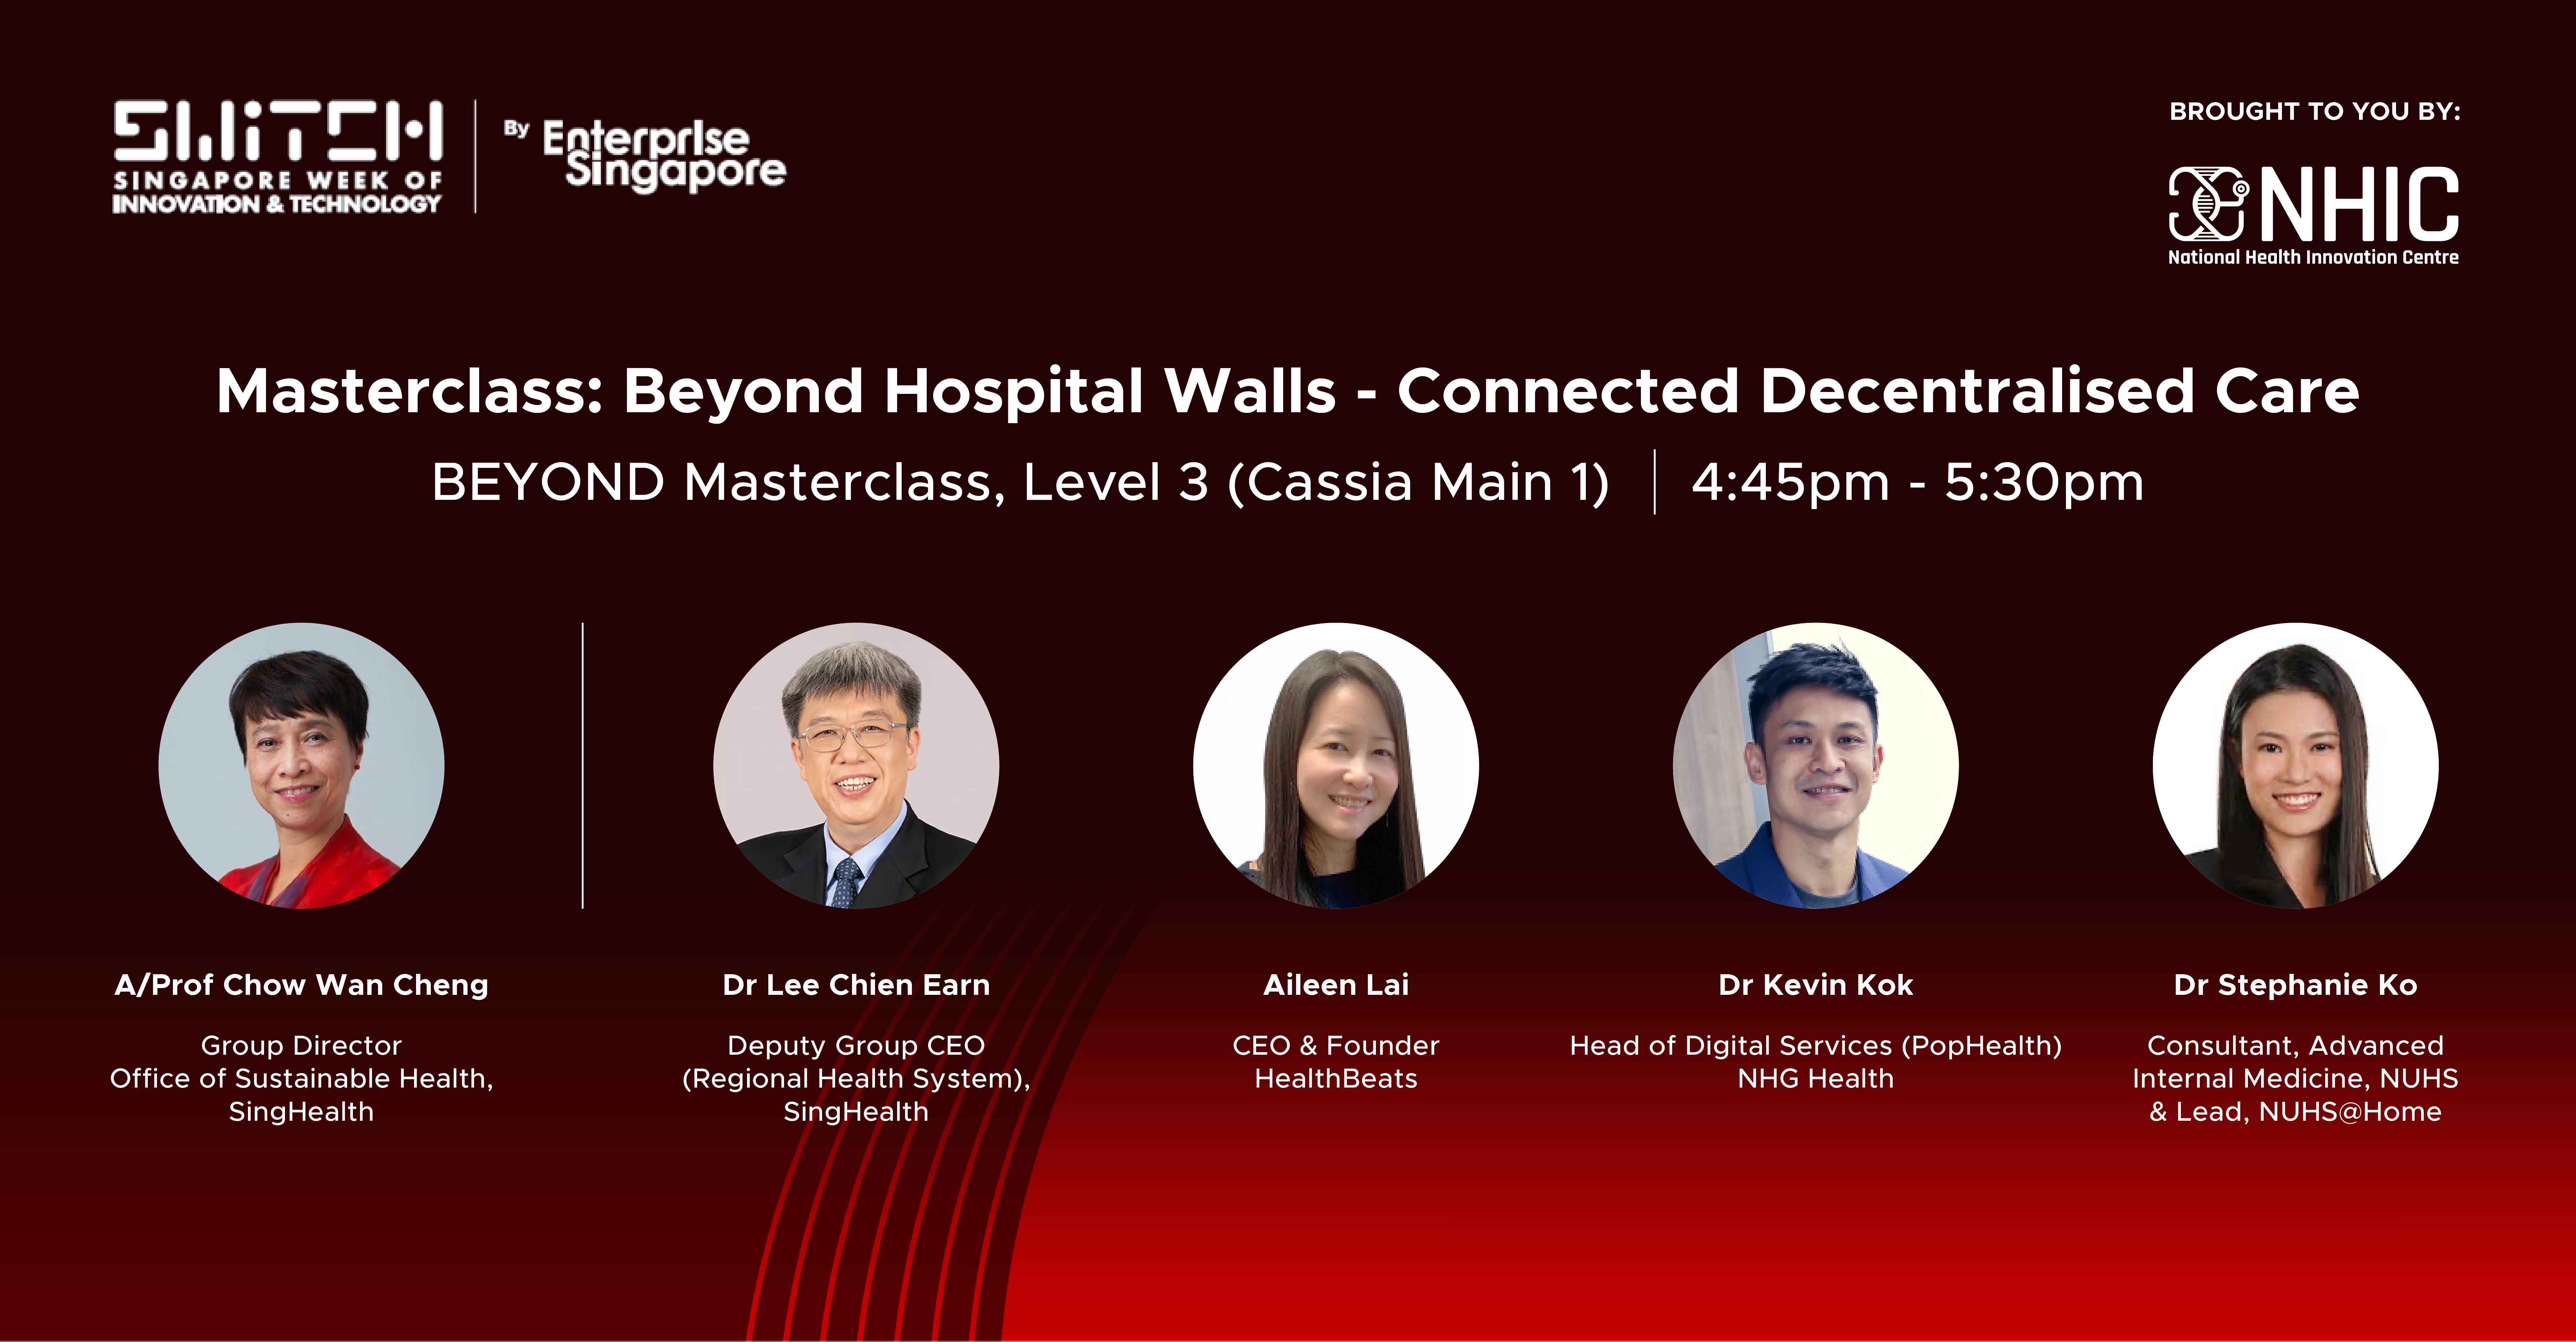 SWITCH
SINGAPORE WEEK OF
INNOVATION & TECHNOLOGY
By Enterprise
Singapore
BROUGHT TO YOU BY:
NHIC
National Health Innovation Centre
Masterclass: Beyond Hospital Walls - Connected Decentralised Care
BEYOND Masterclass, Level 3 (Cassia Main 1) | 4:45pm - 5:30pm
A/Prof Chow Wan Cheng
Group Director
Office of Sustainable Health,
SingHealth
Dr Lee Chien Earn
Deputy Group CEO
(Regional Health System),
SingHealth
Aileen Lai
CEO & Founder
HealthBeats
Dr Kevin Kok
Head of Digital Services (PopHealth)
NHG Health
Dr Stephanie Ko
Consultant, Advanced
Internal Medicine, NUHS
& Lead, NUHS@Home